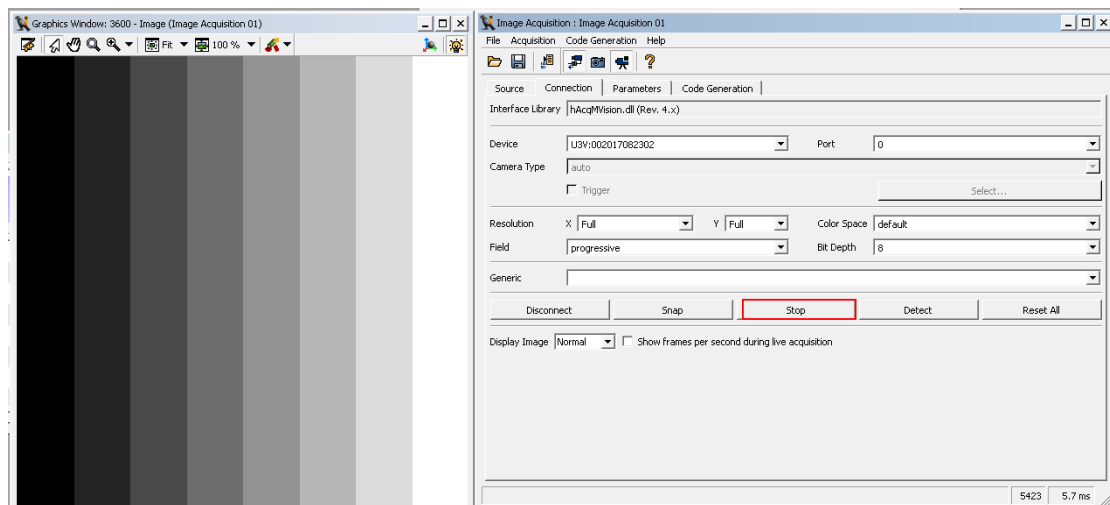 Graphics Window: 3600 - Image (Image Acquisition 01)
Fit 100 %
Image Acquisition : Image Acquisition 01
File Acquisition Code Generation Help
Source Connection Parameters Code Generation
Interface Library hAcqMVision.dll (Rev. 4.x)
Device U3V:002017082302 Port 0
Camera Type auto
Trigger Select...
Resolution X Full Y Full Color Space default
Field progressive Bit Depth 8
Generic
Disconnect Snap Stop Detect Reset All
Display Image Normal Show frames per second during live acquisition
5423 5.7 ms